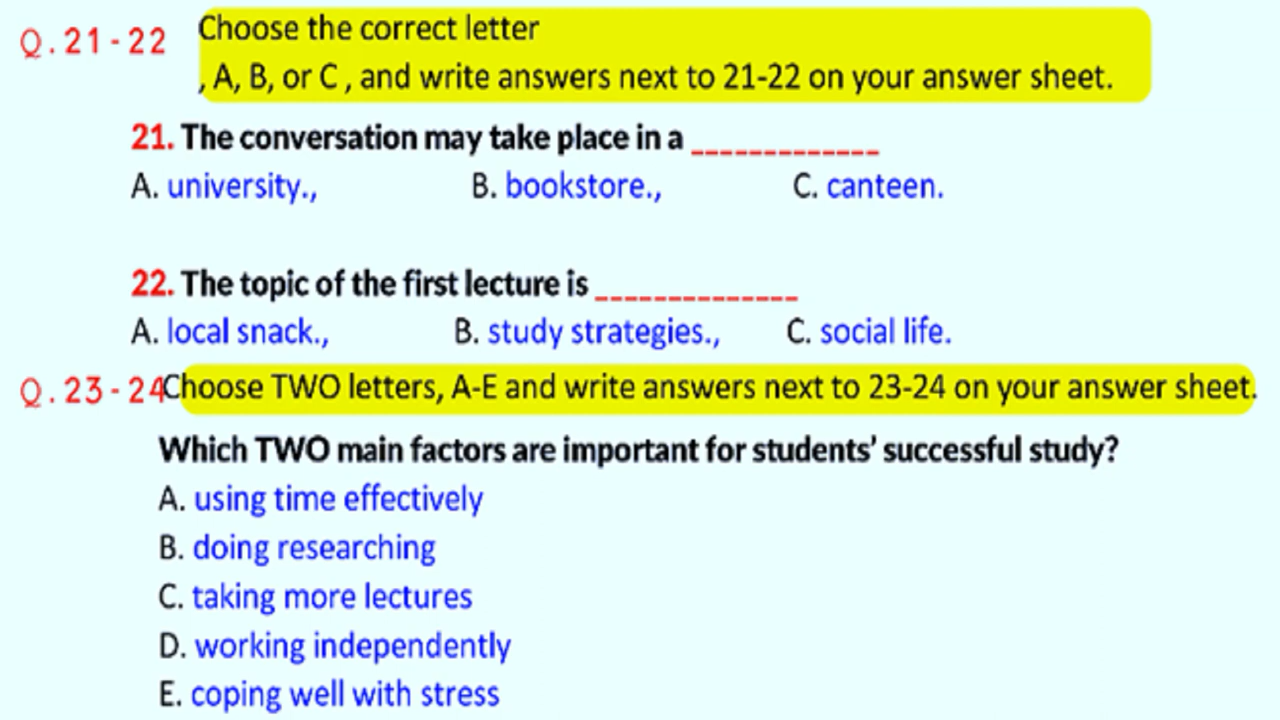 Q.21-22 Choose the correct letter
, A, B, or C , and write answers next to 21-22 on your answer sheet.
21. The conversation may take place in a _____________
A. university., B. bookstore., C. canteen.
22. The topic of the first lecture is ______________
A. local snack., B. study strategies., C. social life.
Q.23-24 Choose TWO letters, A-E and write answers next to 23-24 on your answer sheet.
Which TWO main factors are important for students’ successful study?
A. using time effectively
B. doing researching
C. taking more lectures
D. working independently
E. coping well with stress